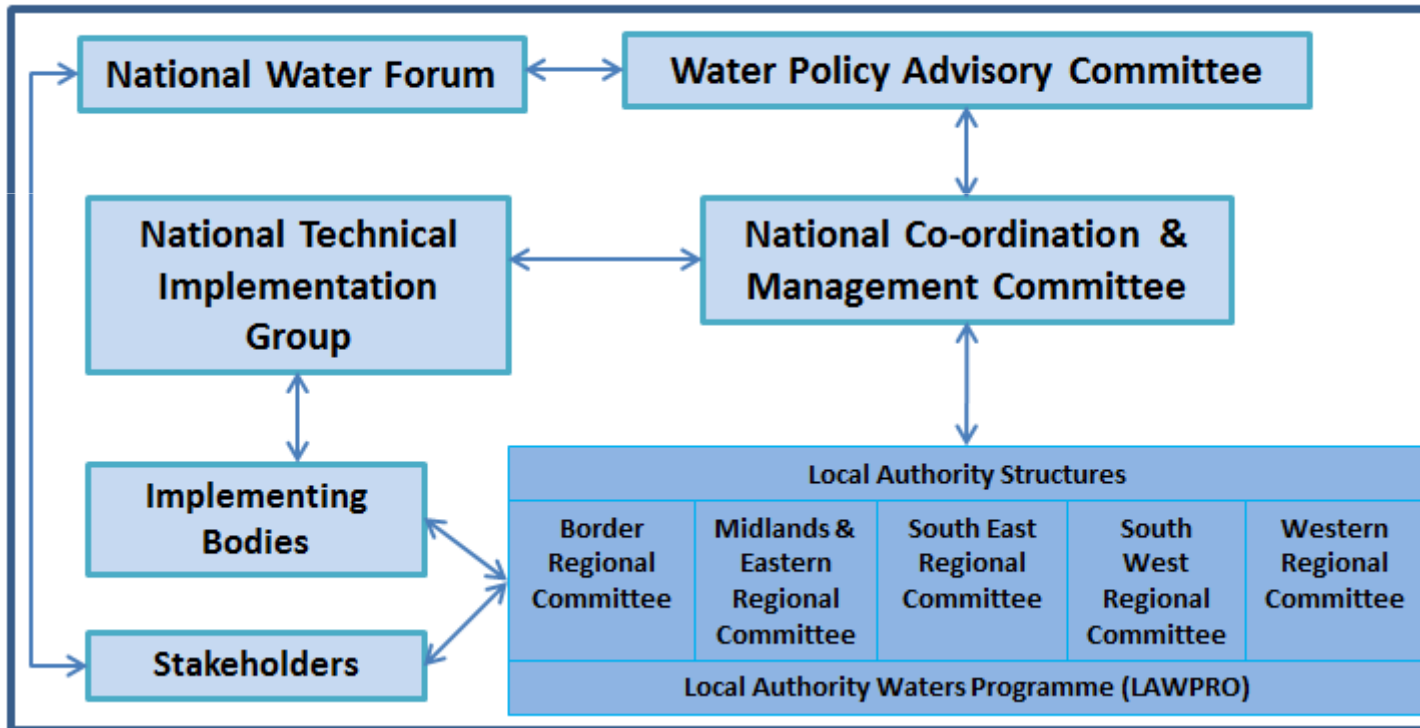 National Water Forum
Water Policy Advisory Committee
National Technical
Implementation
Group
National Co-ordination &
Management Committee
Implementing
Bodies
Stakeholders
Local Authority Structures
Border
Regional
Committee
Midlands &
Eastern
Regional
Committee
South East
Regional
Committee
South
West
Regional
Committee
Western
Regional
Committee
Local Authority Waters Programme (LAWPRO)